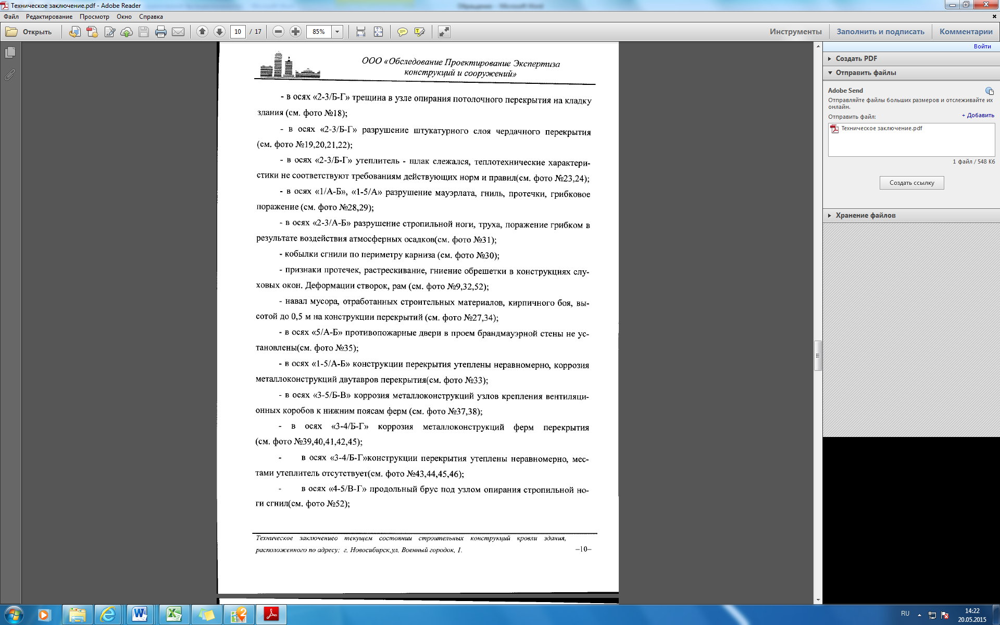 Техническое заключение.pdf - Adobe Reader
Файл Редактирование Просмотр Окно Справка
Открыть 10 / 17 85% Инструменты Заполнить и подписать Комментарии
ООО «Обследование Проектирование Экспертиза
конструкций и сооружений»
- в осях «2-3/Б-Г» трещина в узле опирания потолочного перекрытия на кладку
здания (см. фото №18);
- в осях «2-3/Б-Г» разрушение штукатурного слоя чердачного перекрытия
(см. фото №19,20,21,22);
- в осях «2-3/Б-Г» утеплитель - шлак слежался, теплотехнические характери-
стики не соответствуют требованиям действующих норм и правил(см. фото №23,24);
- в осях «1/А-Б», «1-5/А» разрушение мауэрлата, гниль, протечки, грибковое
поражение (см. фото №28,29);
- в осях «2-3/А-Б» разрушение стропильной ноги, труха, поражение грибком в
результате воздействия атмосферных осадков(см. фото №31);
- кобылки сгнили по периметру карниза (см. фото №30);
- признаки протечек, растрескивание, гниение обрешетки в конструкциях слу-
ховых окон. Деформации створок, рам (см. фото №9,32,52);
- навал мусора, отработанных строительных материалов, кирпичного боя, вы-
сотой до 0,5 м на конструкции перекрытий (см. фото №27,34);
- в осях «5/А-Б» противопожарные двери в проем брандмауэрной стены не ус-
тановлены(см. фото №35);
- в осях «1-5/А-Б» конструкции перекрытия утеплены неравномерно, коррозия
металлоконструкций двутавров перекрытия(см. фото №33);
- в осях «3-5/Б-В» коррозия металлоконструкций узлов крепления вентиляци-
онных коробов к нижним поясам ферм (см. фото №37,38);
- в осях «3-4/Б-Г» коррозия металлоконструкций ферм перекрытия
(см. фото №39,40,41,42,45);
- в осях «3-4/Б-Г»конструкции перекрытия утеплены неравномерно, мес-
тами утеплитель отсутствует(см. фото №43,44,45,46);
- в осях «4-5/В-Г» продольный брус под узлом опирания стропильной но-
ги сгнил(см. фото №52);
Техническое заключениео текущем состоянии строительных конструкций кровли здания,
расположенного по адресу: г. Новосибирск,ул. Военный городок, 1. –10–
Войти
Создать PDF
Отправить файлы
Adobe Send
Отправляйте файлы больших размеров и отслеживайте их
онлайн.
Отправить файл: + Добавить
Техническое заключение.pdf
1 файл / 548 Кб
Создать ссылку
Хранение файлов
RU 14:22
20.05.2015